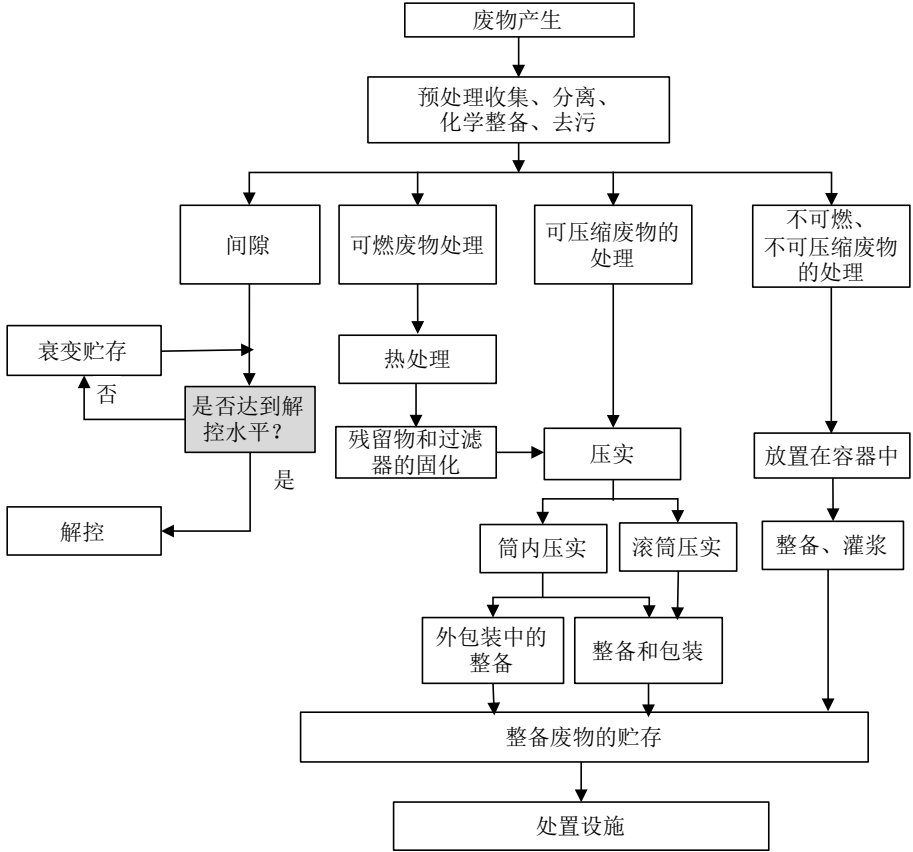 废物产生
预处理收集、分离、
化学整备、去污
间隙
可燃废物处理
可压缩废物的
处理
不可燃、
不可压缩废物
的处理
衰变贮存
热处理
否
是否达到解
控水平?
残留物和过滤
器的固化
压实
放置在容器中
是
解控
筒内压实
滚筒压实
整备、灌浆
外包装中的
整备
整备和包装
整备废物的贮存
处置设施